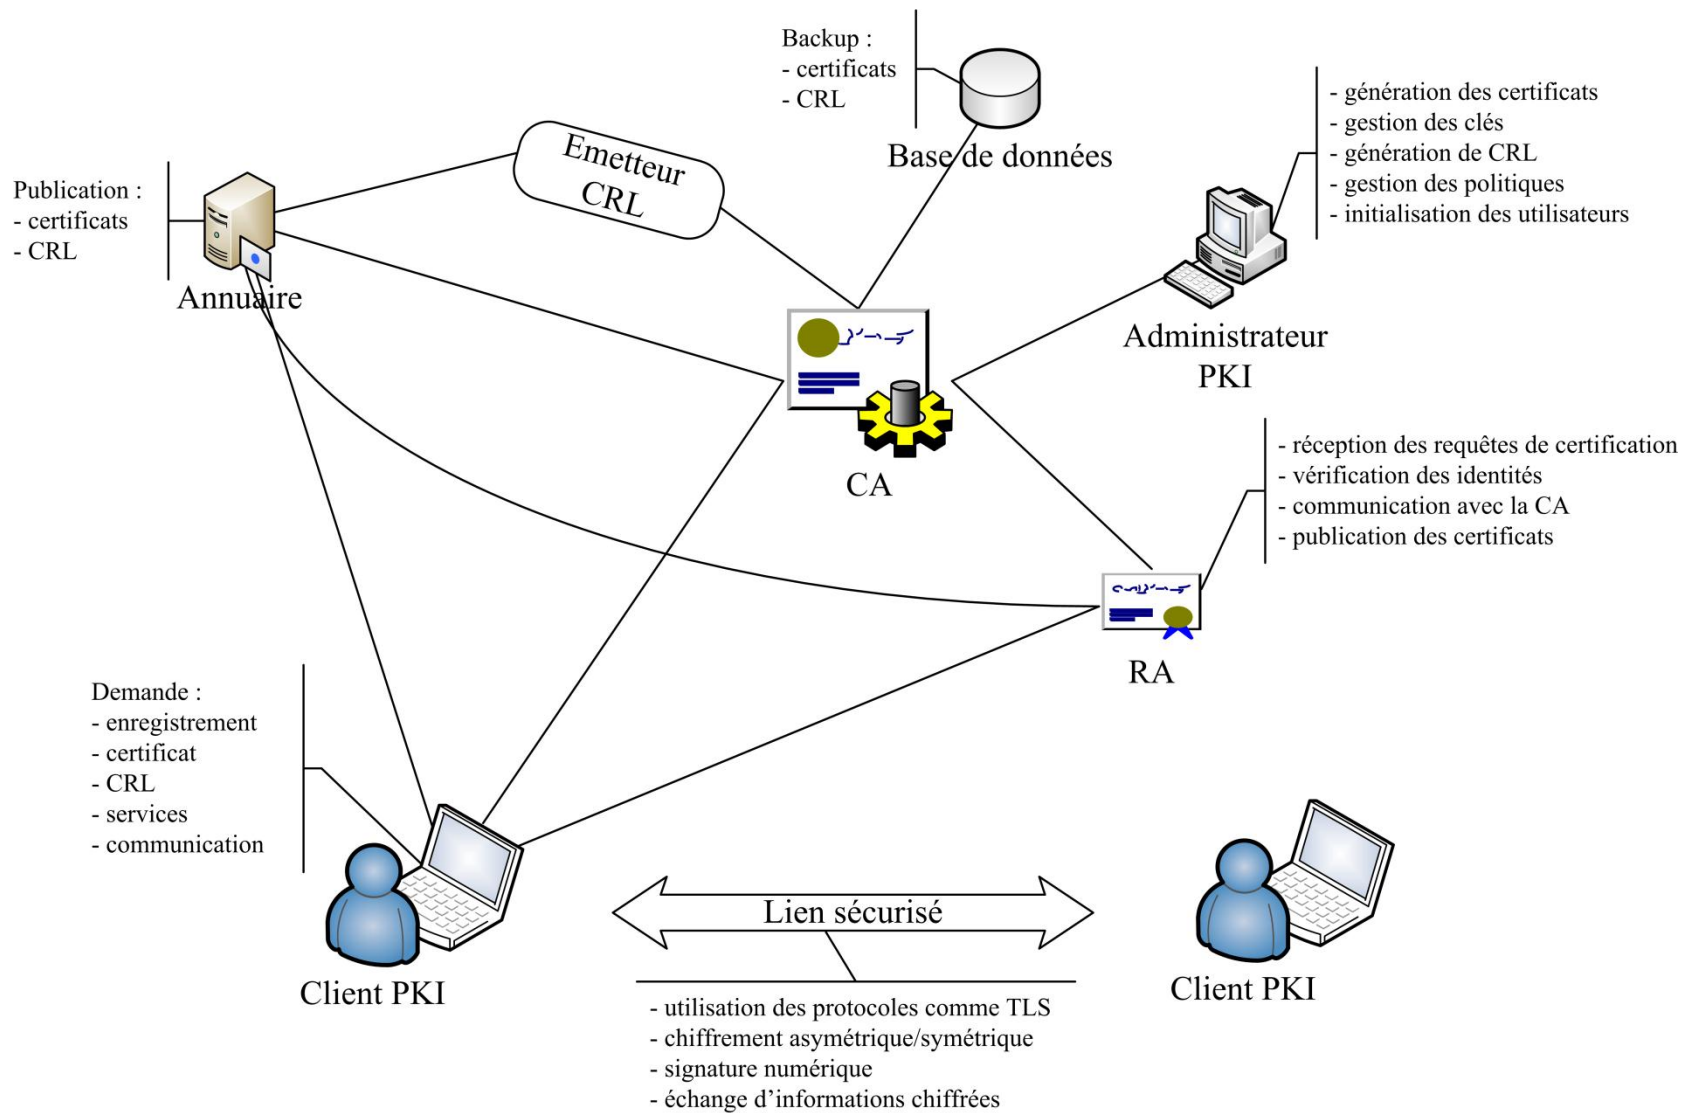 Backup :
- certificats
- CRL
Base de données
- génération des certificats
- gestion des clés
- génération de CRL
- gestion des politiques
- initialisation des utilisateurs
Emetteur
CRL
Publication :
- certificats
- CRL
Annuaire
Administrateur
PKI
CA
- réception des requêtes de certification
- vérification des identités
- communication avec la CA
- publication des certificats
RA
Demande :
- enregistrement
- certificat
- CRL
- services
- communication
Client PKI
Lien sécurisé
Client PKI
- utilisation des protocoles comme TLS
- chiffrement asymétrique/symétrique
- signature numérique
- échange d’informations chiffrées